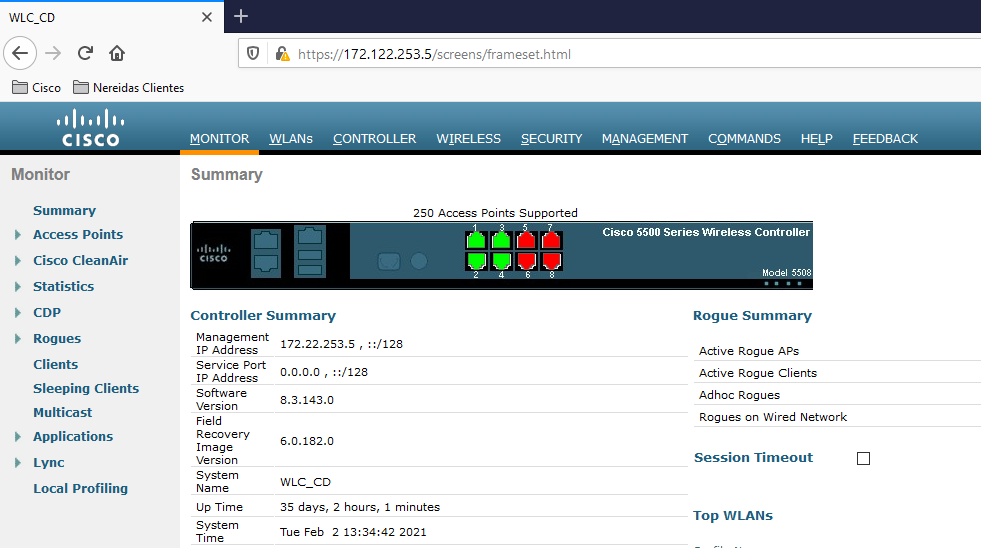 WLC_CD
https://172.122.253.5/screens/frameset.html
Cisco Nereidas Clientes
CISCO
MONITOR WLANs CONTROLLER WIRELESS SECURITY MANAGEMENT COMMANDS HELP FEEDBACK
Monitor
Summary
Access Points
Cisco CleanAir
Statistics
CDP
Rogues
Clients
Sleeping Clients
Multicast
Applications
Lync
Local Profiling
Summary
250 Access Points Supported
CISCO
1 3 5 7
2 4 6 8
Cisco 5500 Series Wireless Controller
Model 5508
Controller Summary
Management
IP Address
172.22.253.5 , ::/128
Service Port
IP Address
0.0.0.0 , ::/128
Software
Version
8.3.143.0
Field
Recovery
Image
Version
6.0.182.0
System
Name
WLC_CD
Up Time
35 days, 2 hours, 1 minutes
System
Time
Tue Feb 2 13:34:42 2021
Rogue Summary
Active Rogue APs
Active Rogue Clients
Adhoc Rogues
Rogues on Wired Network
Session Timeout
Top WLANs